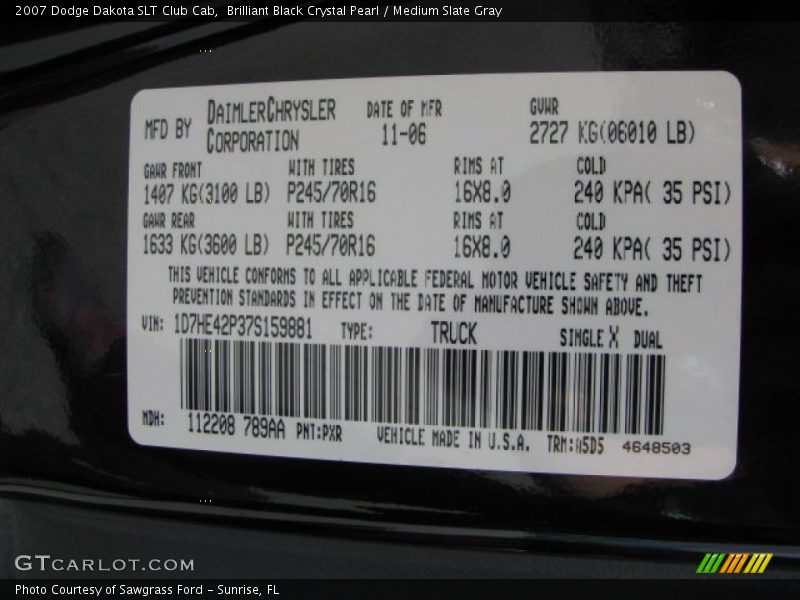 2007 Dodge Dakota SLT Club Cab,  Brilliant Black Crystal Pearl / Medium Slate Gray
MFD BY DAIMLERCHRYSLER CORPORATION DATE OF MFR 11-06 GVWR 2727 KG(06010 LB)
GAWR FRONT WITH TIRES RIMS AT COLD
1407 KG(3100 LB) P245/70R16 16X8.0 240 KPA( 35 PSI)
GAWR REAR WITH TIRES RIMS AT COLD
1633 KG(3600 LB) P245/70R16 16X8.0 240 KPA( 35 PSI)
THIS VEHICLE CONFORMS TO ALL APPLICABLE FEDERAL MOTOR VEHICLE SAFETY AND THEFT
PREVENTION STANDARDS IN EFFECT ON THE DATE OF MANUFACTURE SHOWN ABOVE.
VIN: 1D7HE42P37S159881 TYPE: TRUCK SINGLE X DUAL
MDH: 112208 789AA PNT:PXR VEHICLE MADE IN U.S.A. TRM:A5D5 4648503
GTCARLOT.COM
Photo Courtesy of Sawgrass Ford - Sunrise, FL